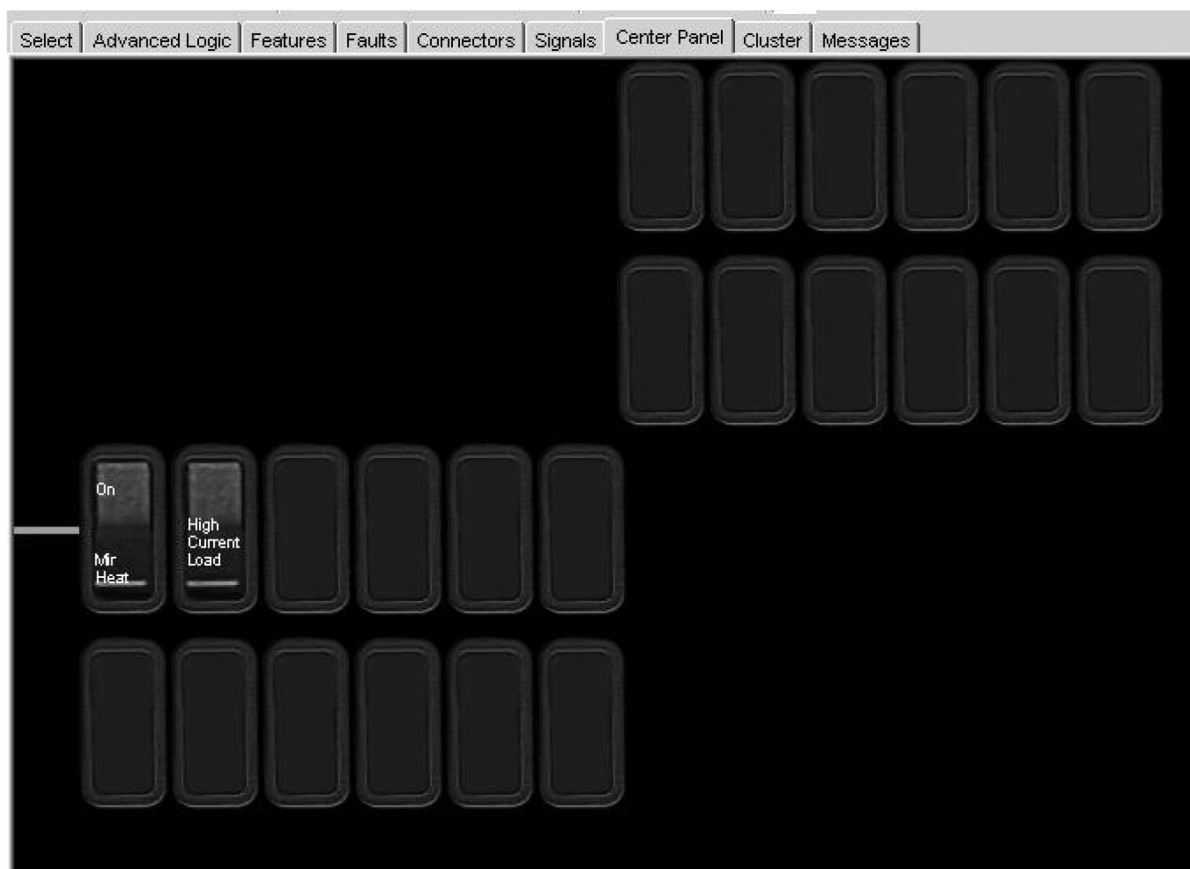 Select Advanced Logic Features Faults Connectors Signals Center Panel Cluster Messages
On
Mir
Heat
High
Current
Load